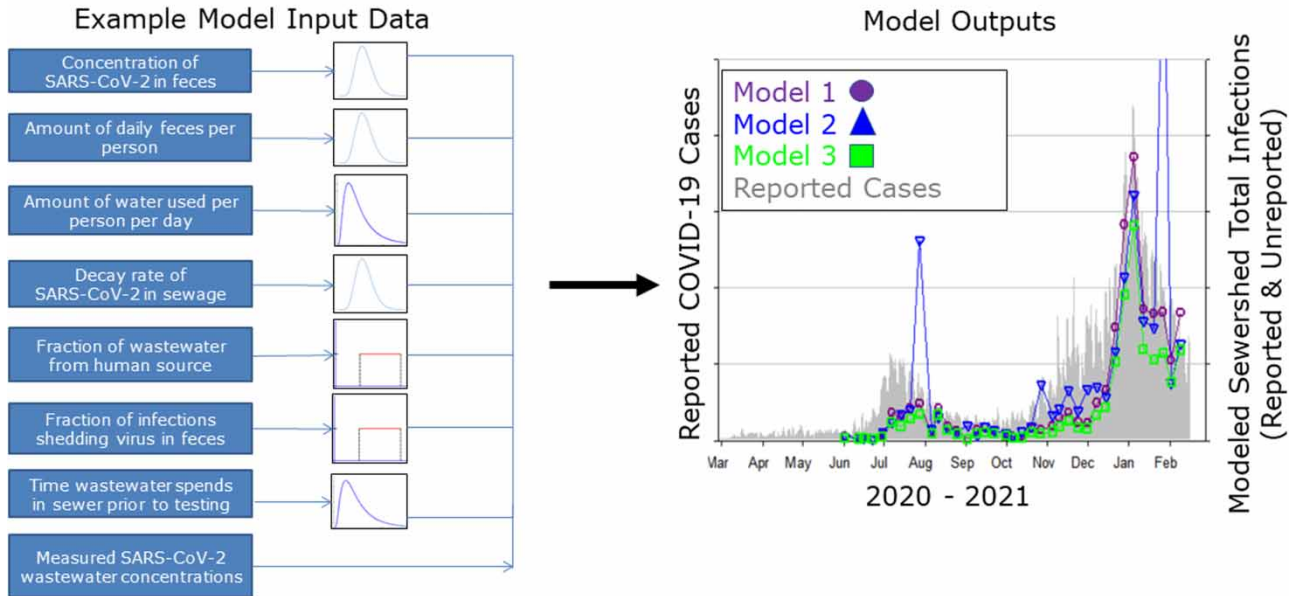 Example Model Input Data
Concentration of
SARS-CoV-2 in feces
Amount of daily feces per
person
Amount of water used per
person per day
Decay rate of
SARS-CoV-2 in sewage
Fraction of wastewater
from human source
Fraction of infections
shedding virus in feces
Time wastewater spends
in sewer prior to testing
Measured SARS-CoV-2
wastewater concentrations
Model Outputs
Model 1
Model 2
Model 3
Reported Cases
Reported COVID-19 Cases
Mar Apr May Jun Jul Aug Sep Oct Nov Dec Jan Feb
2020 - 2021
Modeled Sewershed Total Infections
(Reported & Unreported)